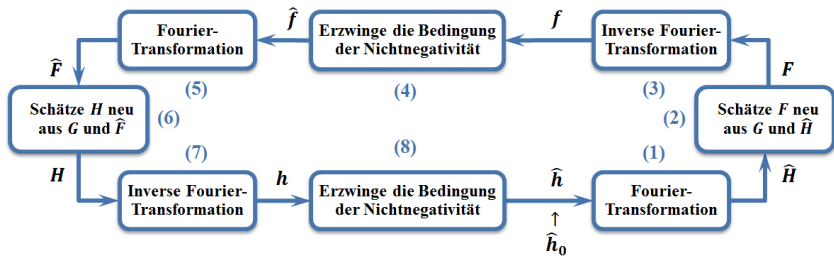 f̂
f
Fourier-
Transformation
Erzwinge die Bedingung
der Nichtnegativität
Inverse Fourier-
Transformation
F̂
(5)
(4)
(3)
F
Schätze H neu
aus G und F̂
(6)
(2)
Schätze F neu
aus G und Ĥ
(7)
(8)
(1)
H
h
ĥ
Ĥ
Inverse Fourier-
Transformation
Erzwinge die Bedingung
der Nichtnegativität
Fourier-
Transformation
↑
ĥ₀